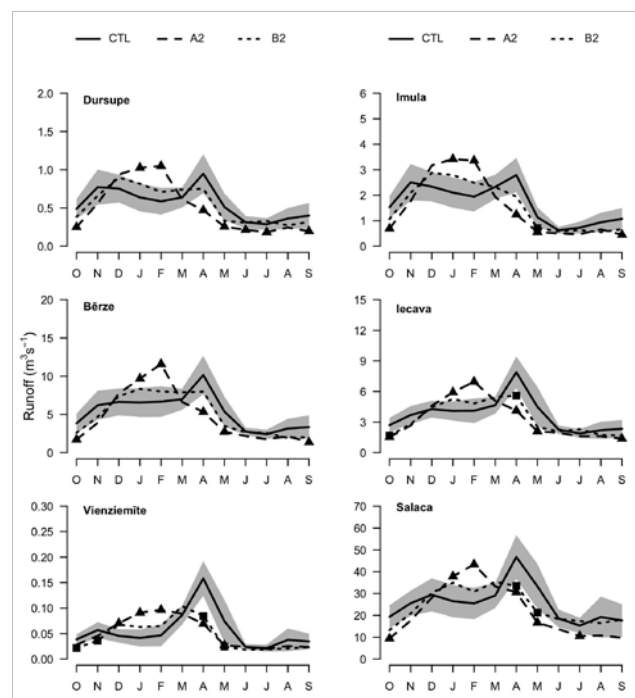 CTL A2 B2 CTL A2 B2
Dursupe
2.0
1.5
1.0
0.5
0.0
O N D J F M A M J J A S
Imula
6
5
4
3
2
1
0
O N D J F M A M J J A S
Bērze
Runoff (m³s⁻¹)
20
15
10
5
0
O N D J F M A M J J A S
Iecava
15
12
9
6
3
0
O N D J F M A M J J A S
Vienziemīte
0.30
0.25
0.20
0.15
0.10
0.05
0.00
O N D J F M A M J J A S
Salaca
70
60
50
40
30
20
10
0
O N D J F M A M J J A S